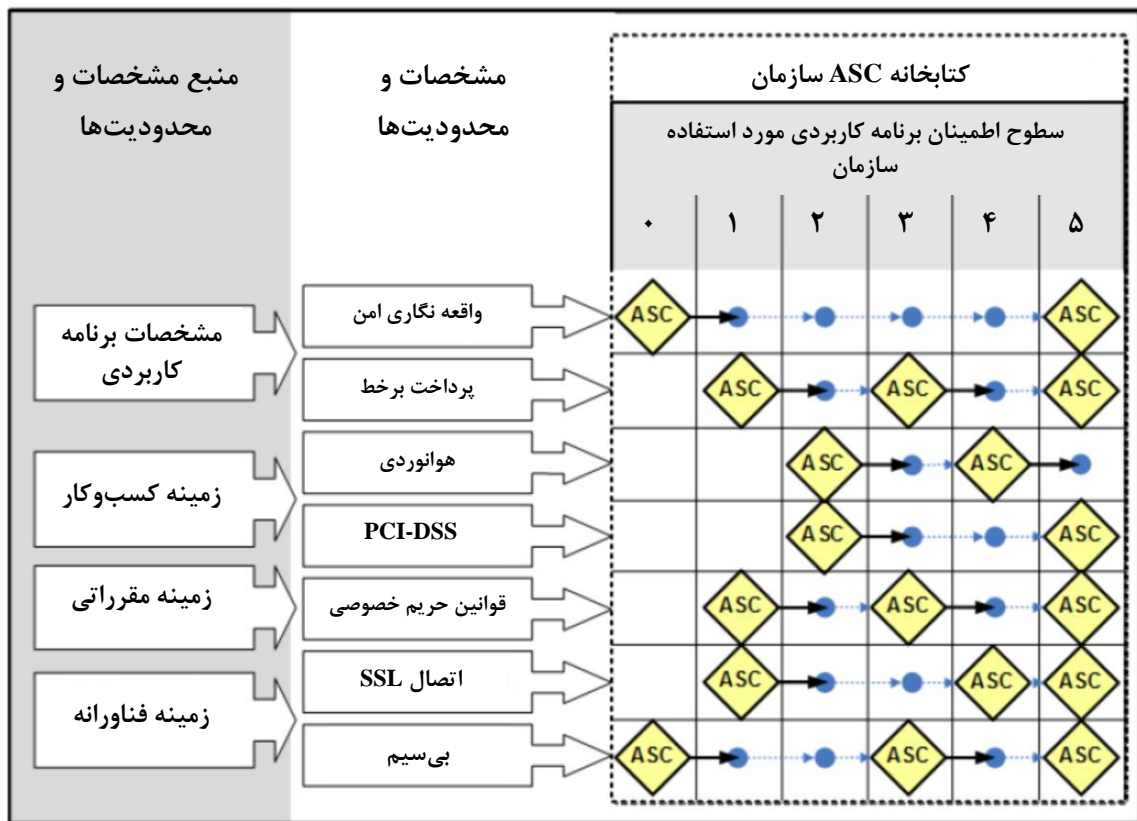 منبع مشخصات و
محدودیت‌ها
مشخصات و
محدودیت‌ها
کتابخانه ASC سازمان
سطوح اطمینان برنامه کاربردی مورد استفاده
سازمان
۰ ۱ ۲ ۳ ۴ ۵
مشخصات برنامه
کاربردی
زمینه کسب‌وکار
زمینه مقرراتی
زمینه فناورانه
واقعه نگاری امن
ASC ASC
پرداخت برخط
ASC ASC ASC
هوانوردی
ASC ASC
PCI-DSS
ASC ASC
قوانین حریم خصوصی
ASC ASC ASC
اتصال SSL
ASC ASC ASC
بی‌سیم
ASC ASC ASC